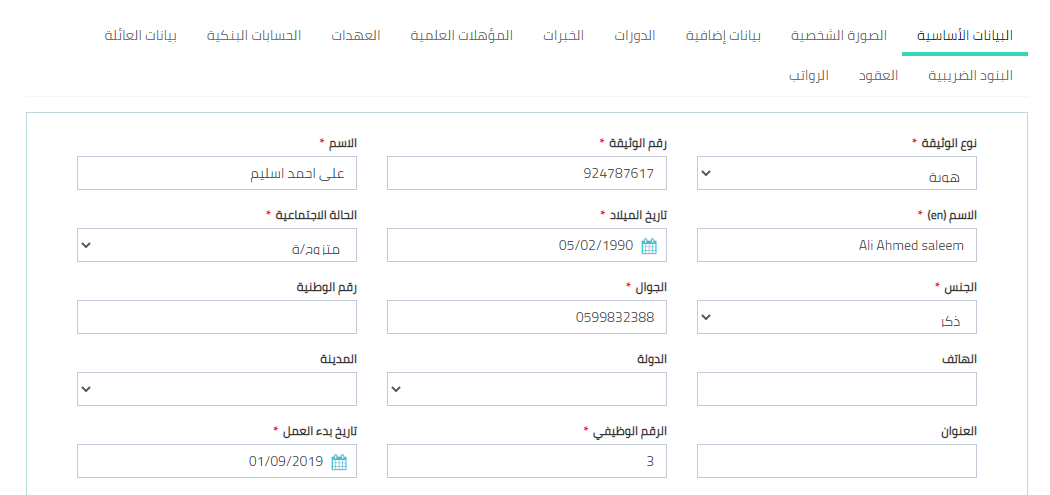 البيانات الأساسية الصورة الشخصية بيانات إضافية الدورات الخبرات المؤهلات العلمية العهدات الحسابات البنكية بيانات العائلة
البنود الضريبية العقود الرواتب
نوع الوثيقة * رقم الوثيقة * الاسم *
هوية 924787617 على احمد اسليم
الاسم (en) * تاريخ الميلاد * الحالة الاجتماعية *
Ali Ahmed saleem 05/02/1990 متزوج/ة
الجنس * الجوال * رقم الوطنية
ذكر 0599832388
الهاتف الدولة المدينة
العنوان الرقم الوظيفي * تاريخ بدء العمل *
3 01/09/2019